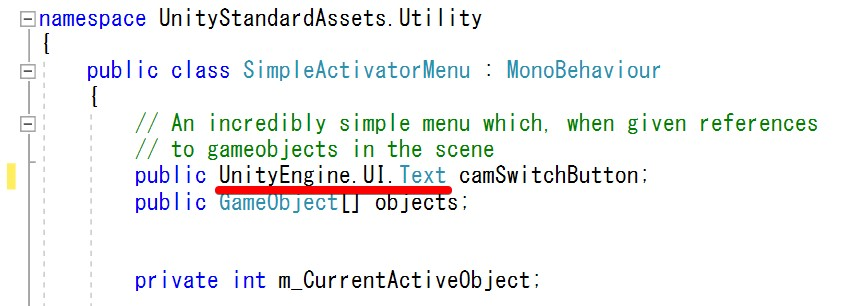 namespace UnityStandardAssets.Utility
{
public class SimpleActivatorMenu : MonoBehaviour
{
// An incredibly simple menu which, when given references
// to gameobjects in the scene
public UnityEngine.UI.Text camSwitchButton;
public GameObject[] objects;
private int m_CurrentActiveObject;